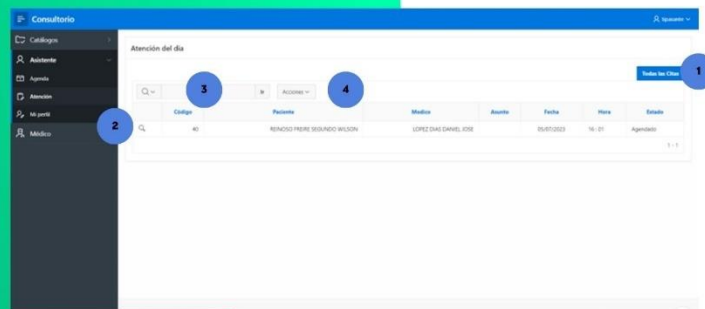 Consultorio
Catálogos
Asistente
Agenda
Atención
Mi perfil
Médico
Atención del día
Todas las Citas
1
3
Acciones
4
Código Paciente Medico Asunto Fecha Hora Estado
2
40 REINOSO FREIRE SEGUNDO WILSON LOPEZ DIAS DANIEL JOSE 05/07/2023 16 : 01 Agendado
1 - 1